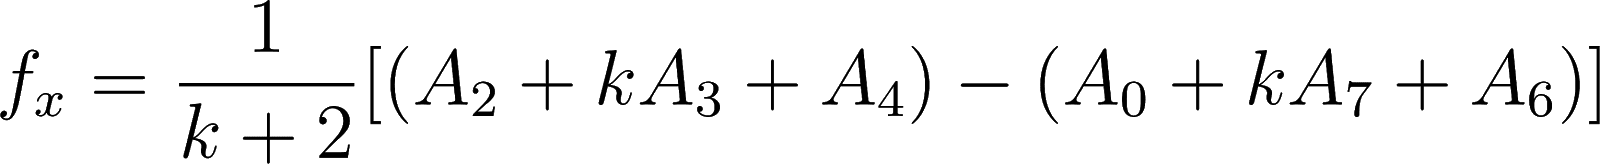 f_x = \frac{1}{k+2}[(A_2 + kA_3 + A_4) - (A_0 + kA_7 + A_6)]